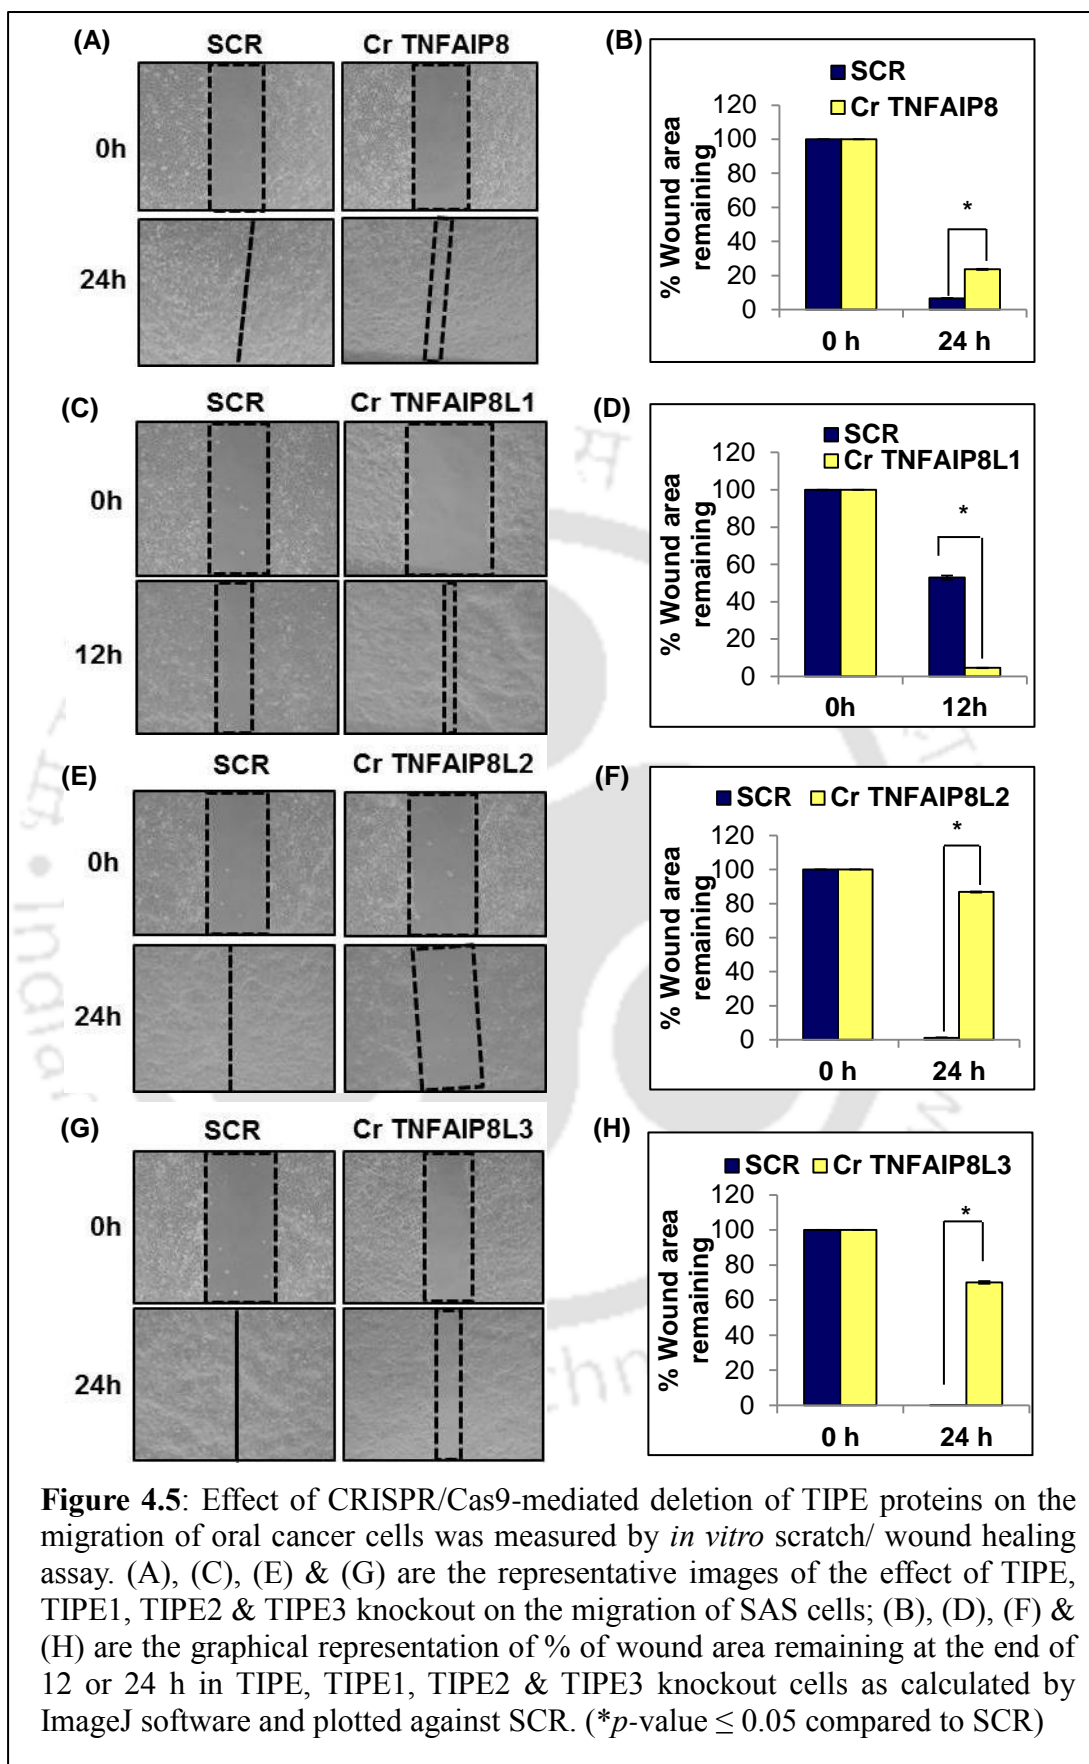 (A)
SCR
Cr TNFAIP8
0h
24h
(B)
SCR
Cr TNFAIP8
% Wound area
remaining
120
100
80
60
40
20
0
*
0 h
24 h
(C)
SCR
Cr TNFAIP8L1
0h
12h
(D)
SCR
Cr TNFAIP8L1
% Wound area
remaining
120
100
80
60
40
20
0
*
0h
12h
(E)
SCR
Cr TNFAIP8L2
0h
24h
(F)
SCR
Cr TNFAIP8L2
% Wound area
remaining
120
100
80
60
40
20
0
*
0 h
24 h
(G)
SCR
Cr TNFAIP8L3
0h
24h
(H)
SCR
Cr TNFAIP8L3
% Wound area
remaining
120
100
80
60
40
20
0
*
0 h
24 h
Figure 4.5: Effect of CRISPR/Cas9-mediated deletion of TIPE proteins on the
migration of oral cancer cells was measured by in vitro scratch/ wound healing
assay. (A), (C), (E) & (G) are the representative images of the effect of TIPE,
TIPE1, TIPE2 & TIPE3 knockout on the migration of SAS cells; (B), (D), (F) &
(H) are the graphical representation of % of wound area remaining at the end of
12 or 24 h in TIPE, TIPE1, TIPE2 & TIPE3 knockout cells as calculated by
ImageJ software and plotted against SCR. (*p-value ≤ 0.05 compared to SCR)